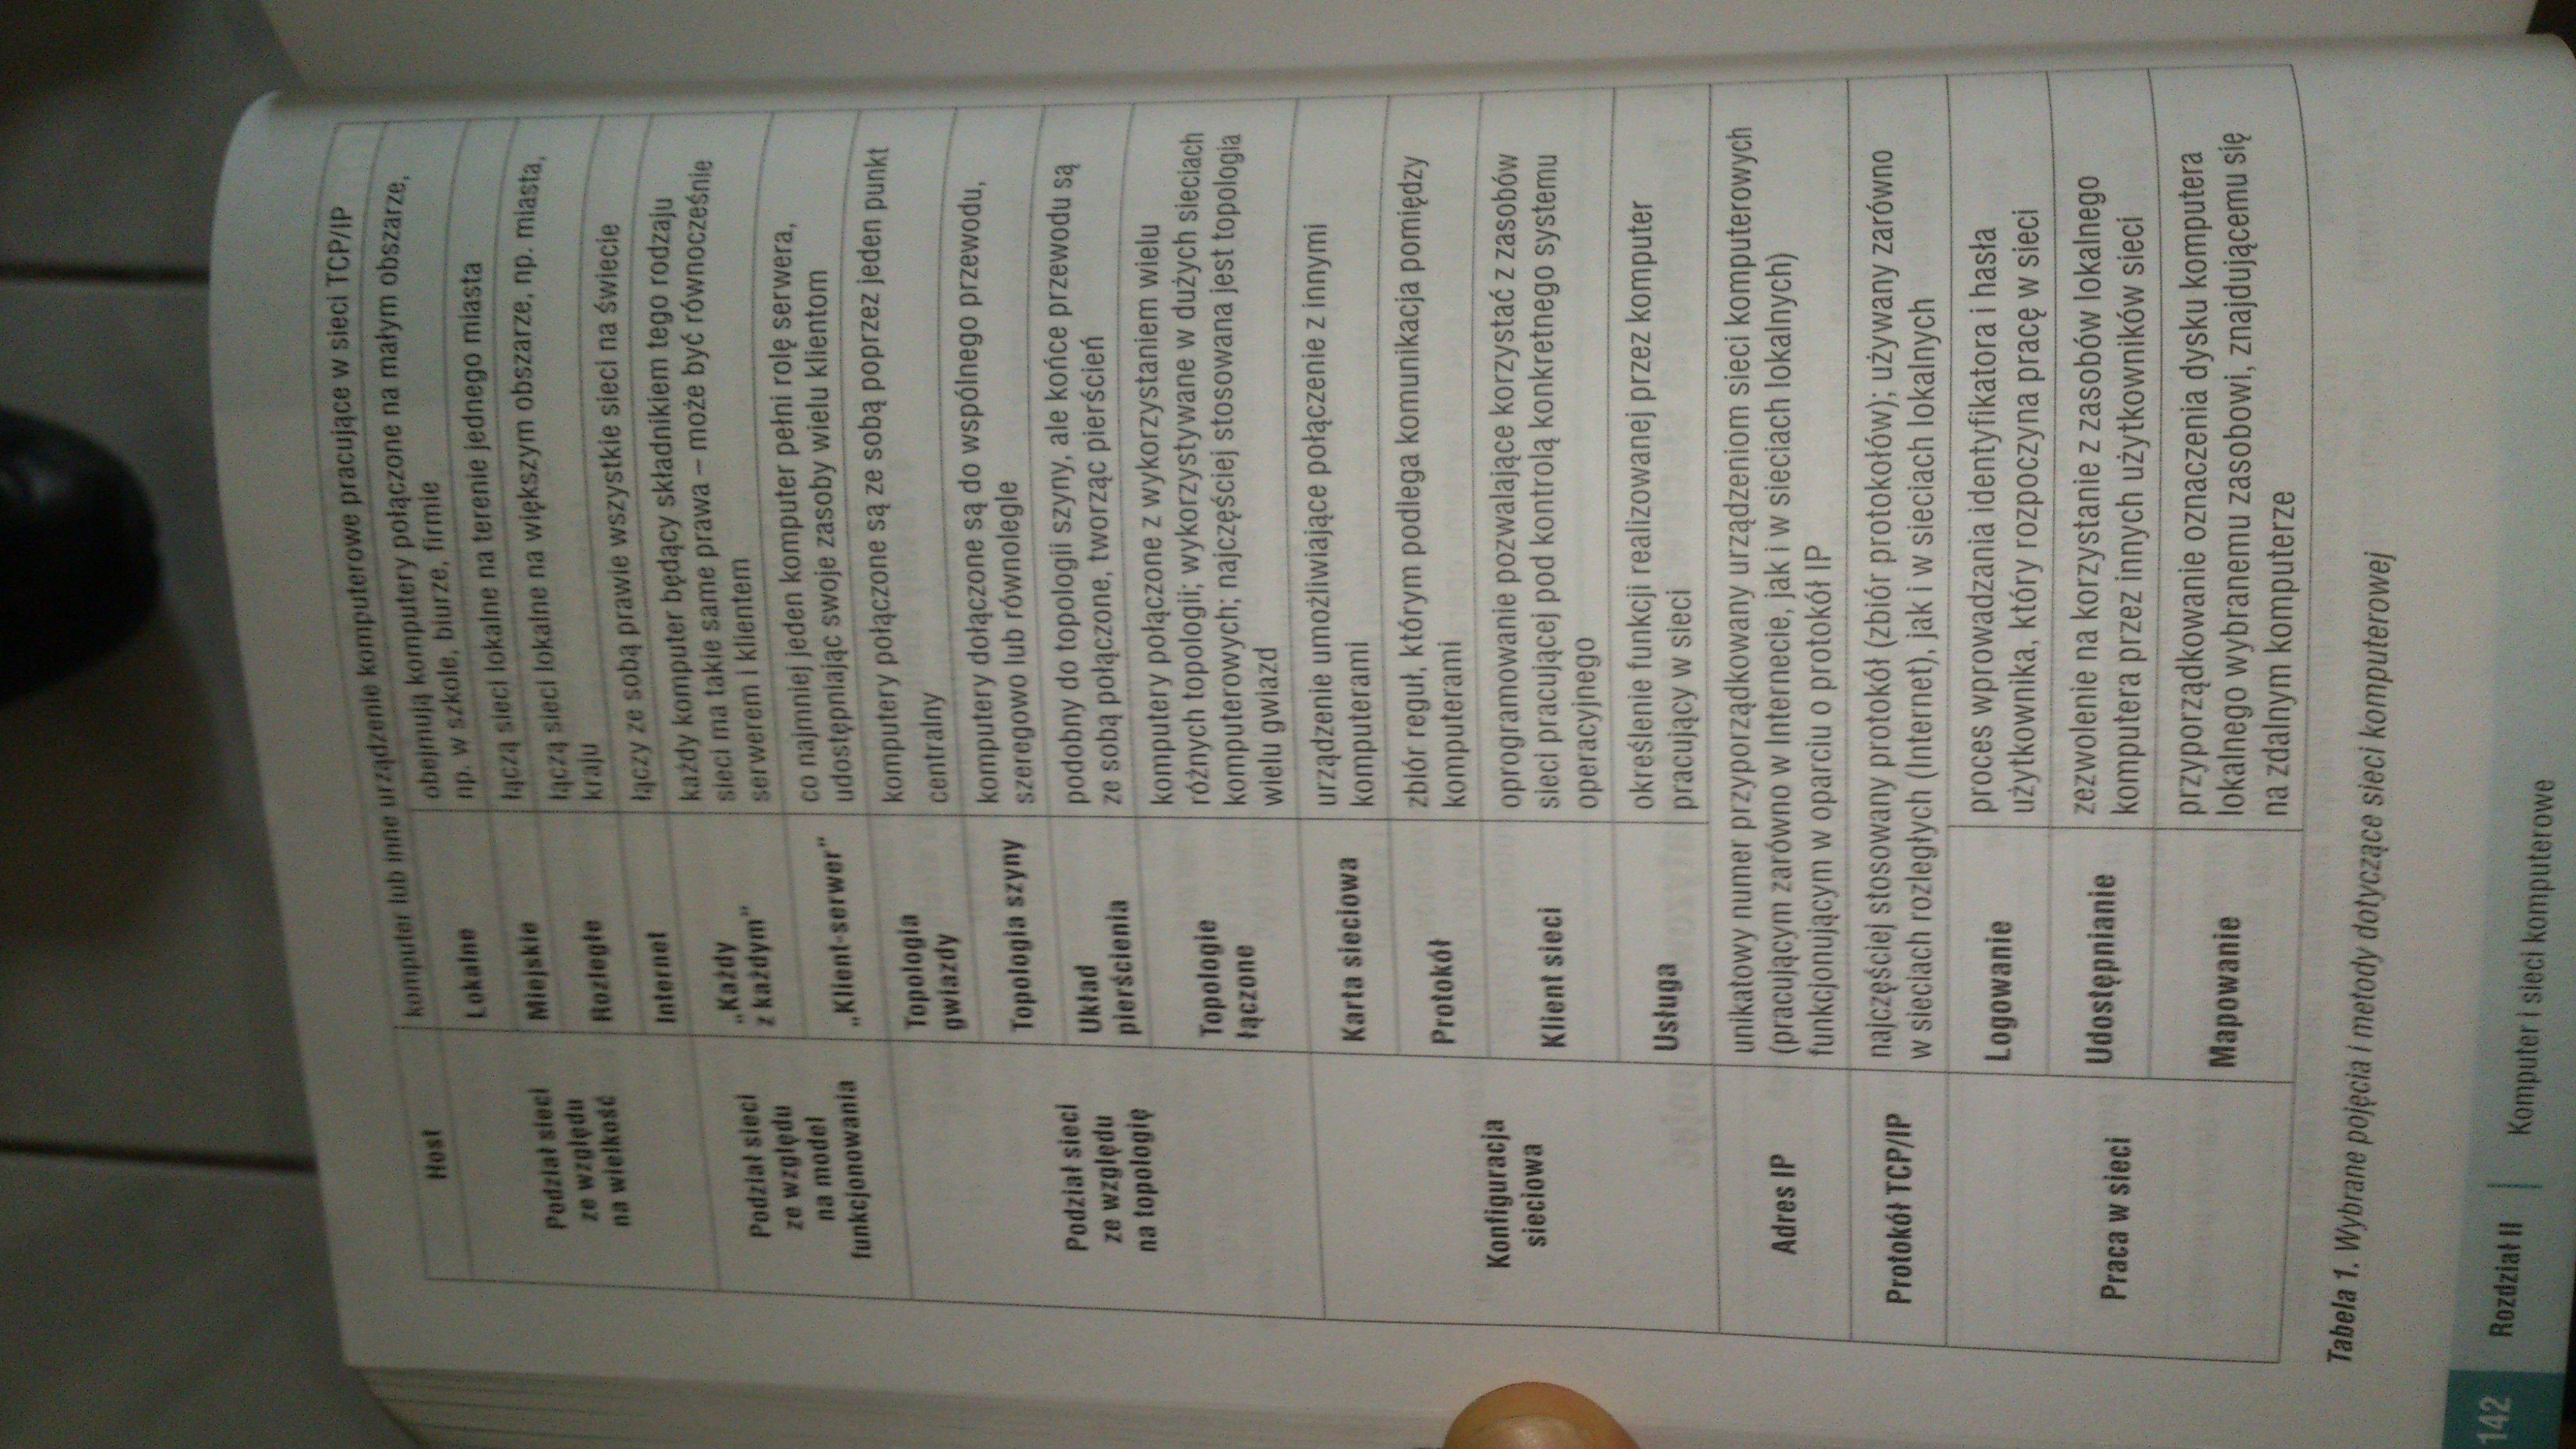 Host
komputer lub inne urządzenie komputerowe pracujące w sieci TCP/IP
Podział sieci
ze względu
na wielkość
Lokalne
obejmują komputery połączone na małym obszarze,
np. w szkole, biurze, firmie
Miejskie
łączą sieci lokalne na terenie jednego miasta
Rozległe
łączą sieci lokalne na większym obszarze, np. miasta,
kraju
Internet
łączy ze sobą prawie wszystkie sieci na świecie
Podział sieci
ze względu
na model
funkcjonowania
„Każdy
z każdym"
każdy komputer będący składnikiem tego rodzaju
sieci ma takie same prawa – może być równocześnie
serwerem i klientem
„Klient-serwer"
co najmniej jeden komputer pełni rolę serwera,
udostępniając swoje zasoby wielu klientom
Podział sieci
ze względu
na topologię
Topologia
gwiazdy
komputery połączone są ze sobą poprzez jeden punkt
centralny
Topologia szyny
komputery dołączone są do wspólnego przewodu,
szeregowo lub równolegle
Układ
pierścienia
podobny do topologii szyny, ale końce przewodu są
ze sobą połączone, tworząc pierścień
Topologie
łączone
komputery połączone z wykorzystaniem wielu
różnych topologii; wykorzystywane w dużych sieciach
komputerowych; najczęściej stosowana jest topologia
wielu gwiazd
Konfiguracja
sieciowa
Karta sieciowa
urządzenie umożliwiające połączenie z innymi
komputerami
Protokół
zbiór reguł, którym podlega komunikacja pomiędzy
komputerami
Klient sieci
oprogramowanie pozwalające korzystać z zasobów
sieci pracującej pod kontrolą konkretnego systemu
operacyjnego
Usługa
określenie funkcji realizowanej przez komputer
pracujący w sieci
Adres IP
unikatowy numer przyporządkowany urządzeniom sieci komputerowych
(pracującym zarówno w Internecie, jak i w sieciach lokalnych)
funkcjonującym w oparciu o protokół IP
Protokół TCP/IP
najczęściej stosowany protokół (zbiór protokołów); używany zarówno
w sieciach rozległych (Internet), jak i w sieciach lokalnych
Praca w sieci
Logowanie
proces wprowadzania identyfikatora i hasła
użytkownika, który rozpoczyna pracę w sieci
Udostępnianie
zezwolenie na korzystanie z zasobów lokalnego
komputera przez innych użytkowników sieci
Mapowanie
przyporządkowanie oznaczenia dysku komputera
lokalnego wybranemu zasobowi, znajdującemu się
na zdalnym komputerze
Tabela 1. Wybrane pojęcia i metody dotyczące sieci komputerowej
142
Rozdział II
Komputer i sieci komputerowe